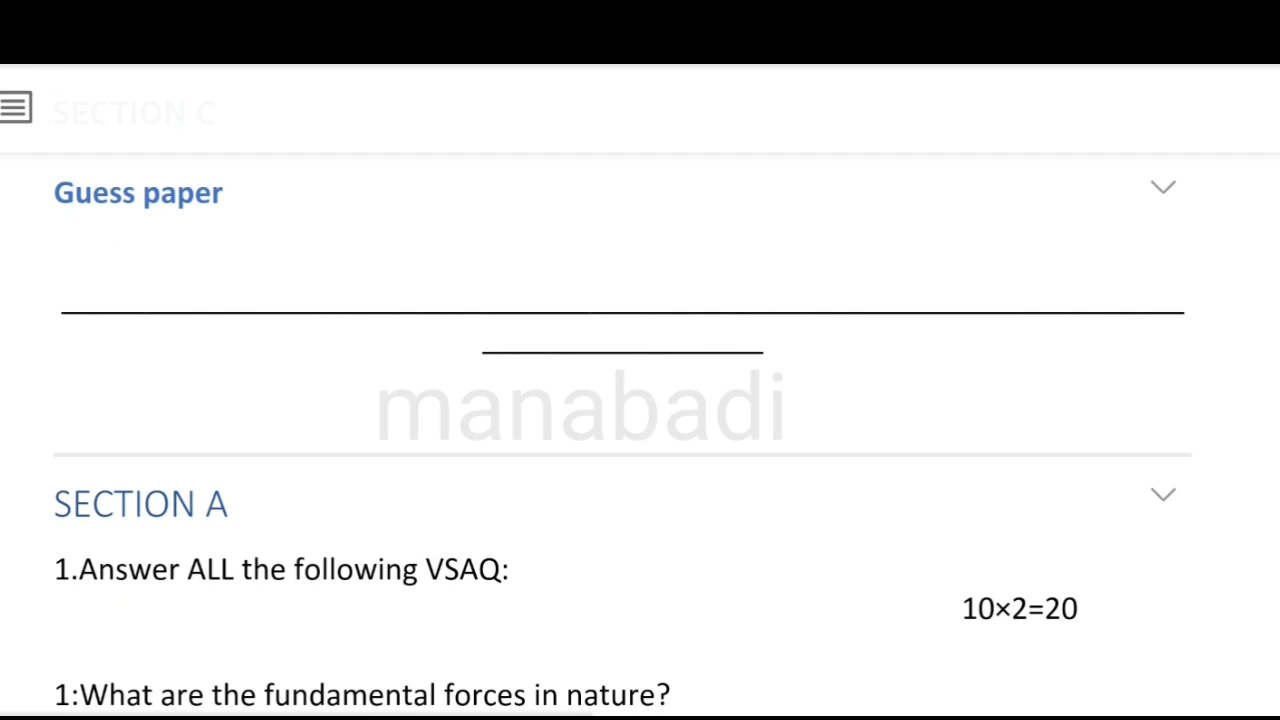 SECTION C
Guess paper
manabadi
SECTION A
1.Answer ALL the following VSAQ:
10×2=20
1:What are the fundamental forces in nature?